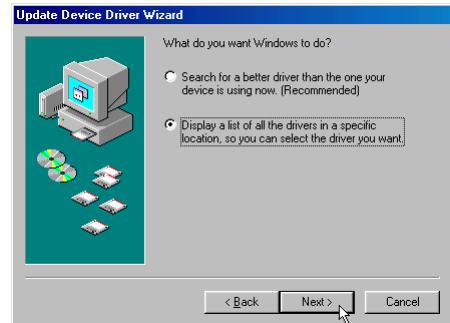 Update Device Driver Wizard
What do you want Windows to do?
Search for a better driver than the one your
device is using now. (Recommended)
Display a list of all the drivers in a specific
location, so you can select the driver you want.
< Back
Next >
Cancel